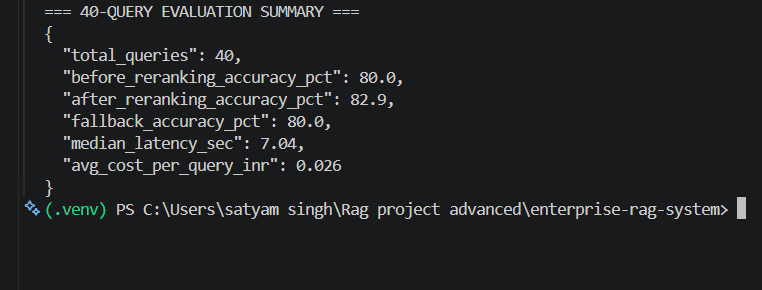 === 40-QUERY EVALUATION SUMMARY ===
{
  "total_queries": 40,
  "before_reranking_accuracy_pct": 80.0,
  "after_reranking_accuracy_pct": 82.9,
  "fallback_accuracy_pct": 80.0,
  "median_latency_sec": 7.04,
  "avg_cost_per_query_inr": 0.026
}
(.venv) PS C:\Users\satyam singh\Rag project advanced\enterprise-rag-system>